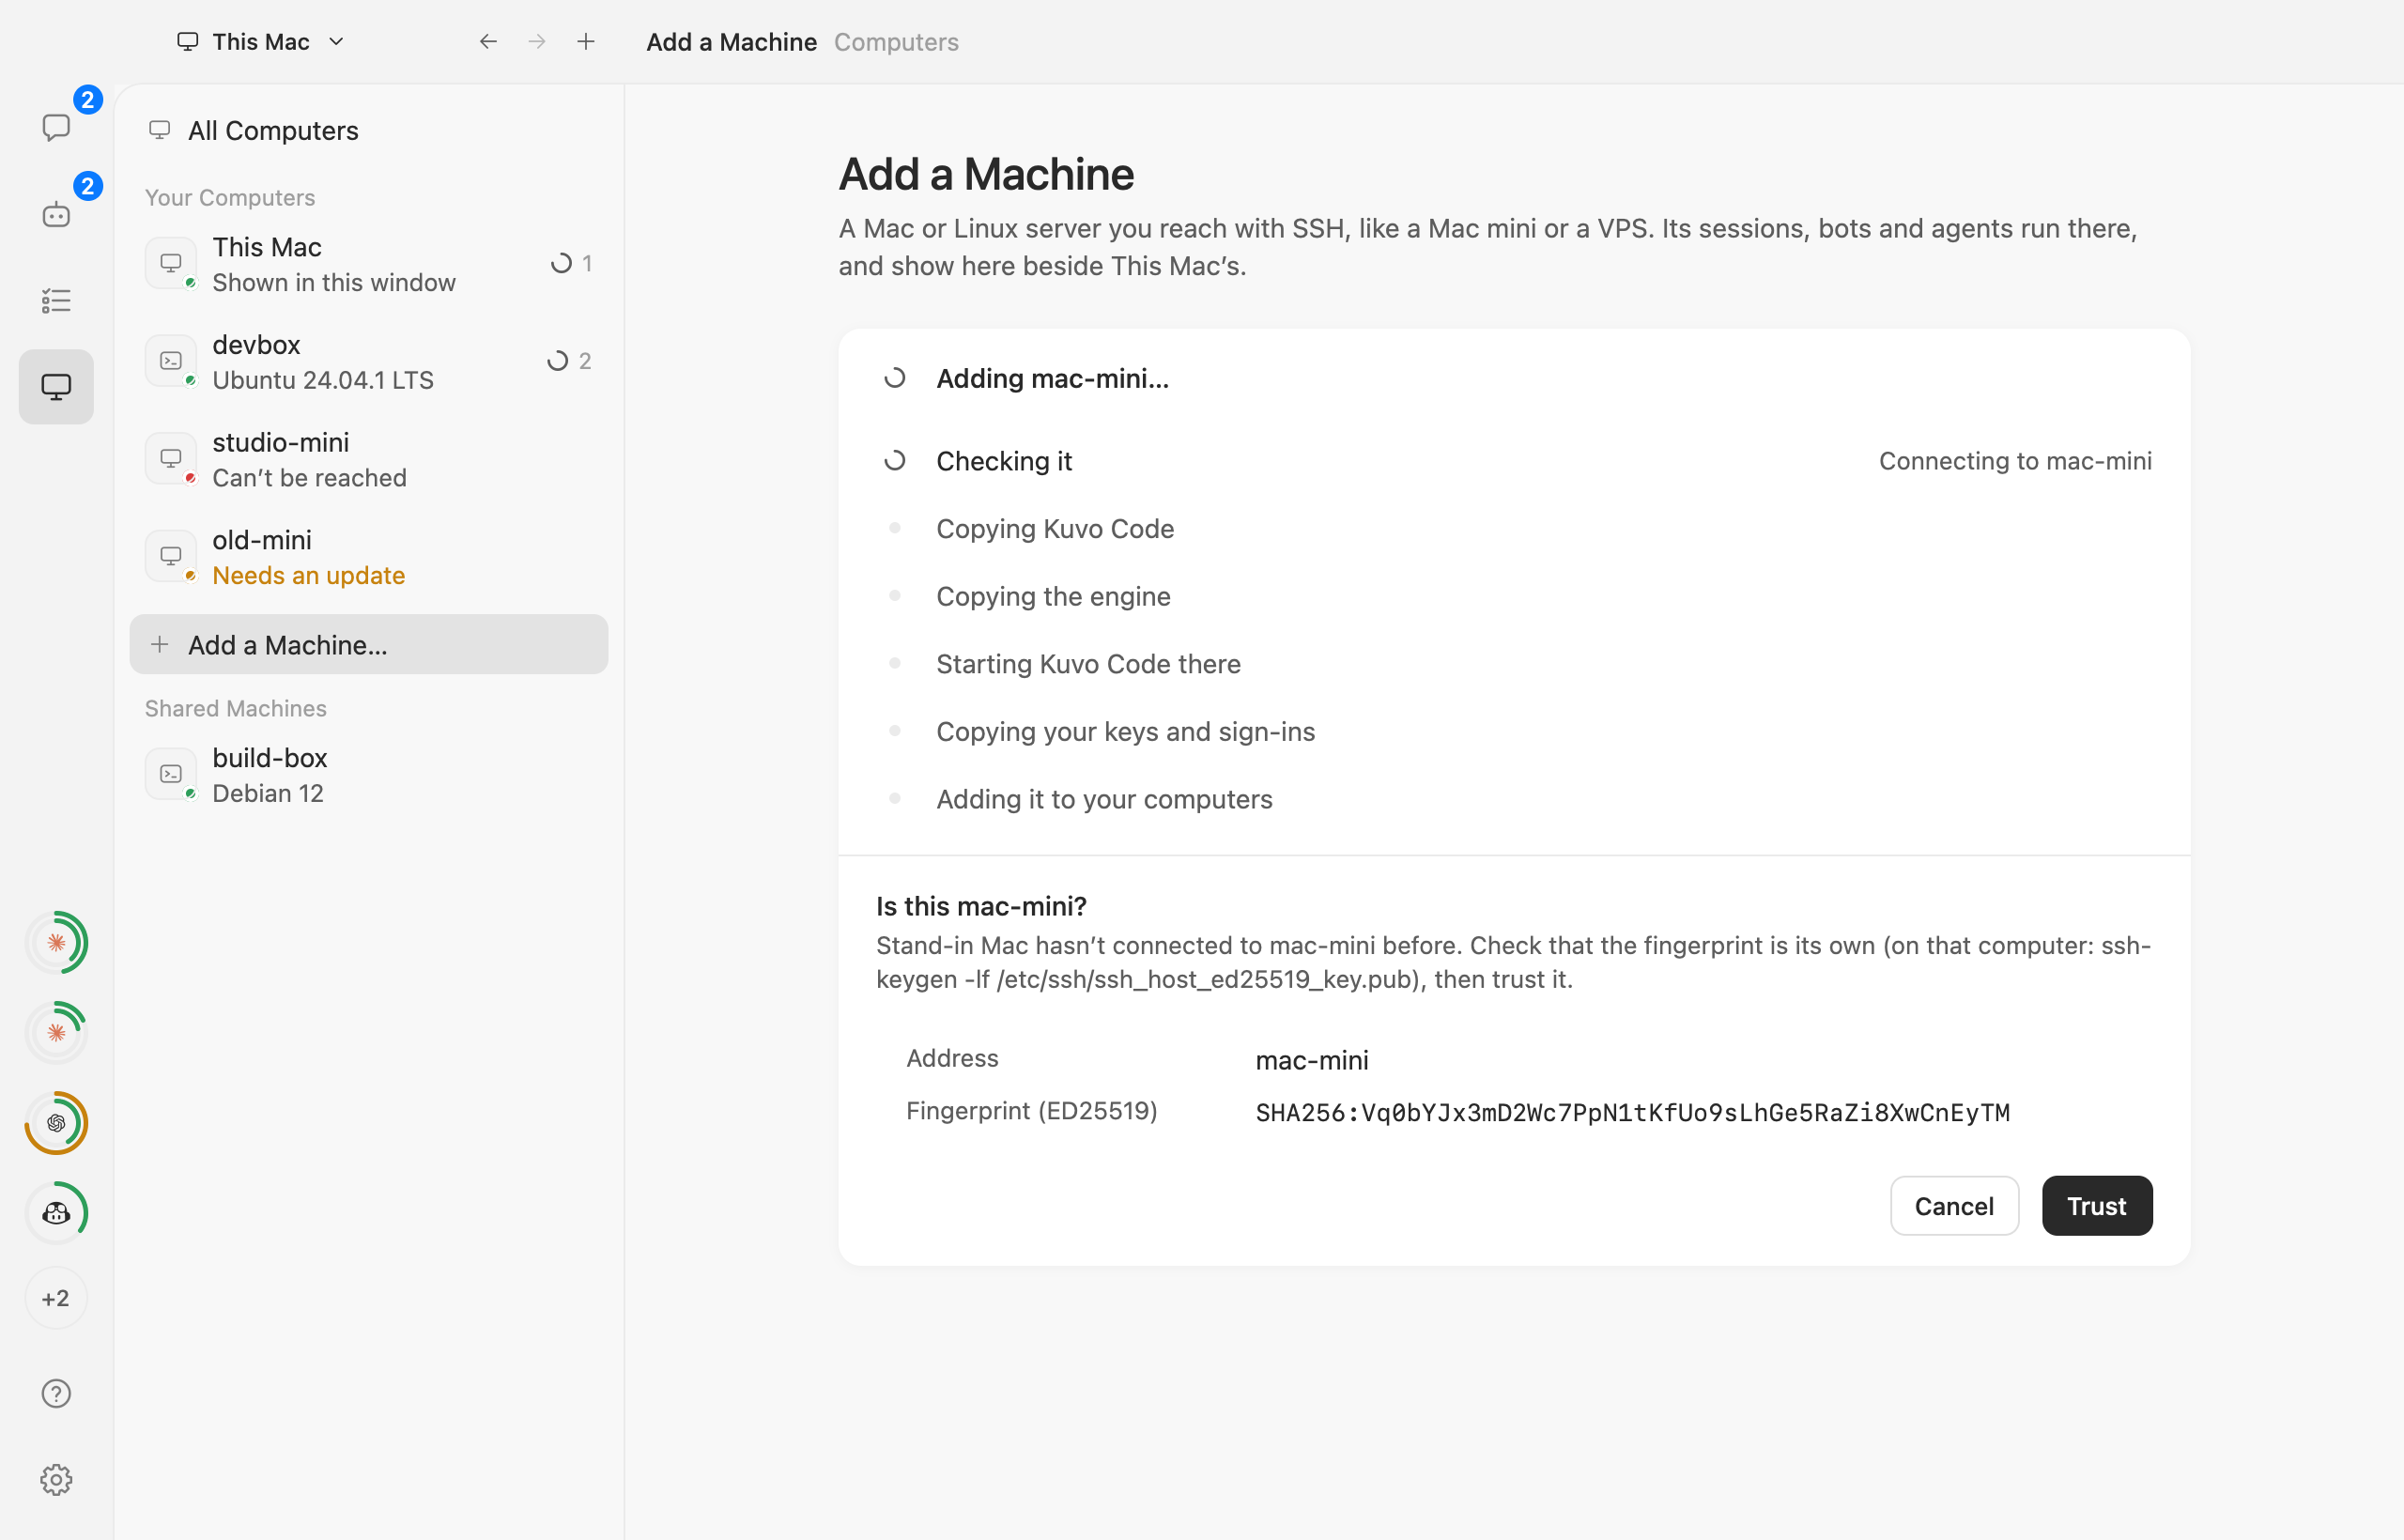 This Mac
Add a Machine Computers
2
2
All Computers
Your Computers
This Mac
Shown in this window
1
devbox
Ubuntu 24.04.1 LTS
2
studio-mini
Can’t be reached
old-mini
Needs an update
Add a Machine...
Shared Machines
build-box
Debian 12
+2
Add a Machine
A Mac or Linux server you reach with SSH, like a Mac mini or a VPS. Its sessions, bots and agents run there,
and show here beside This Mac’s.
Adding mac-mini...
Checking it
Connecting to mac-mini
Copying Kuvo Code
Copying the engine
Starting Kuvo Code there
Copying your keys and sign-ins
Adding it to your computers
Is this mac-mini?
Stand-in Mac hasn’t connected to mac-mini before. Check that the fingerprint is its own (on that computer: ssh-
keygen -lf /etc/ssh/ssh_host_ed25519_key.pub), then trust it.
Address
mac-mini
Fingerprint (ED25519)
SHA256:Vq0bYJx3mD2Wc7PpN1tKfUo9sLhGe5RaZi8XwCnEyTM
Cancel
Trust